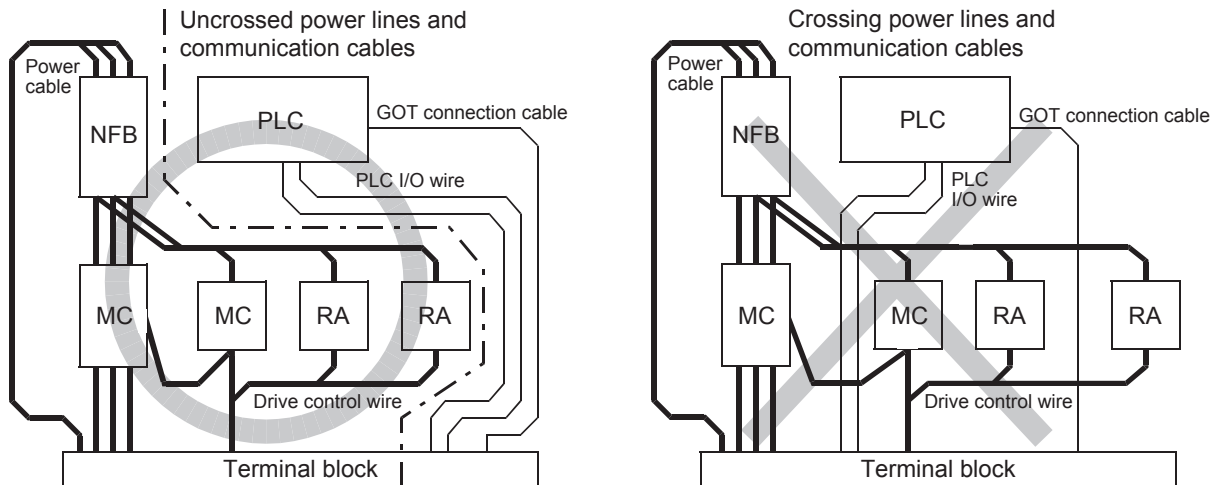 Uncrossed power lines and
communication cables
Power
cable
NFB
PLC
GOT connection cable
PLC I/O wire
MC
MC
RA
RA
Drive control wire
Terminal block
Crossing power lines and
communication cables
Power
cable
NFB
PLC
GOT connection cable
PLC
I/O wire
MC
MC
RA
RA
Drive control wire
Terminal block